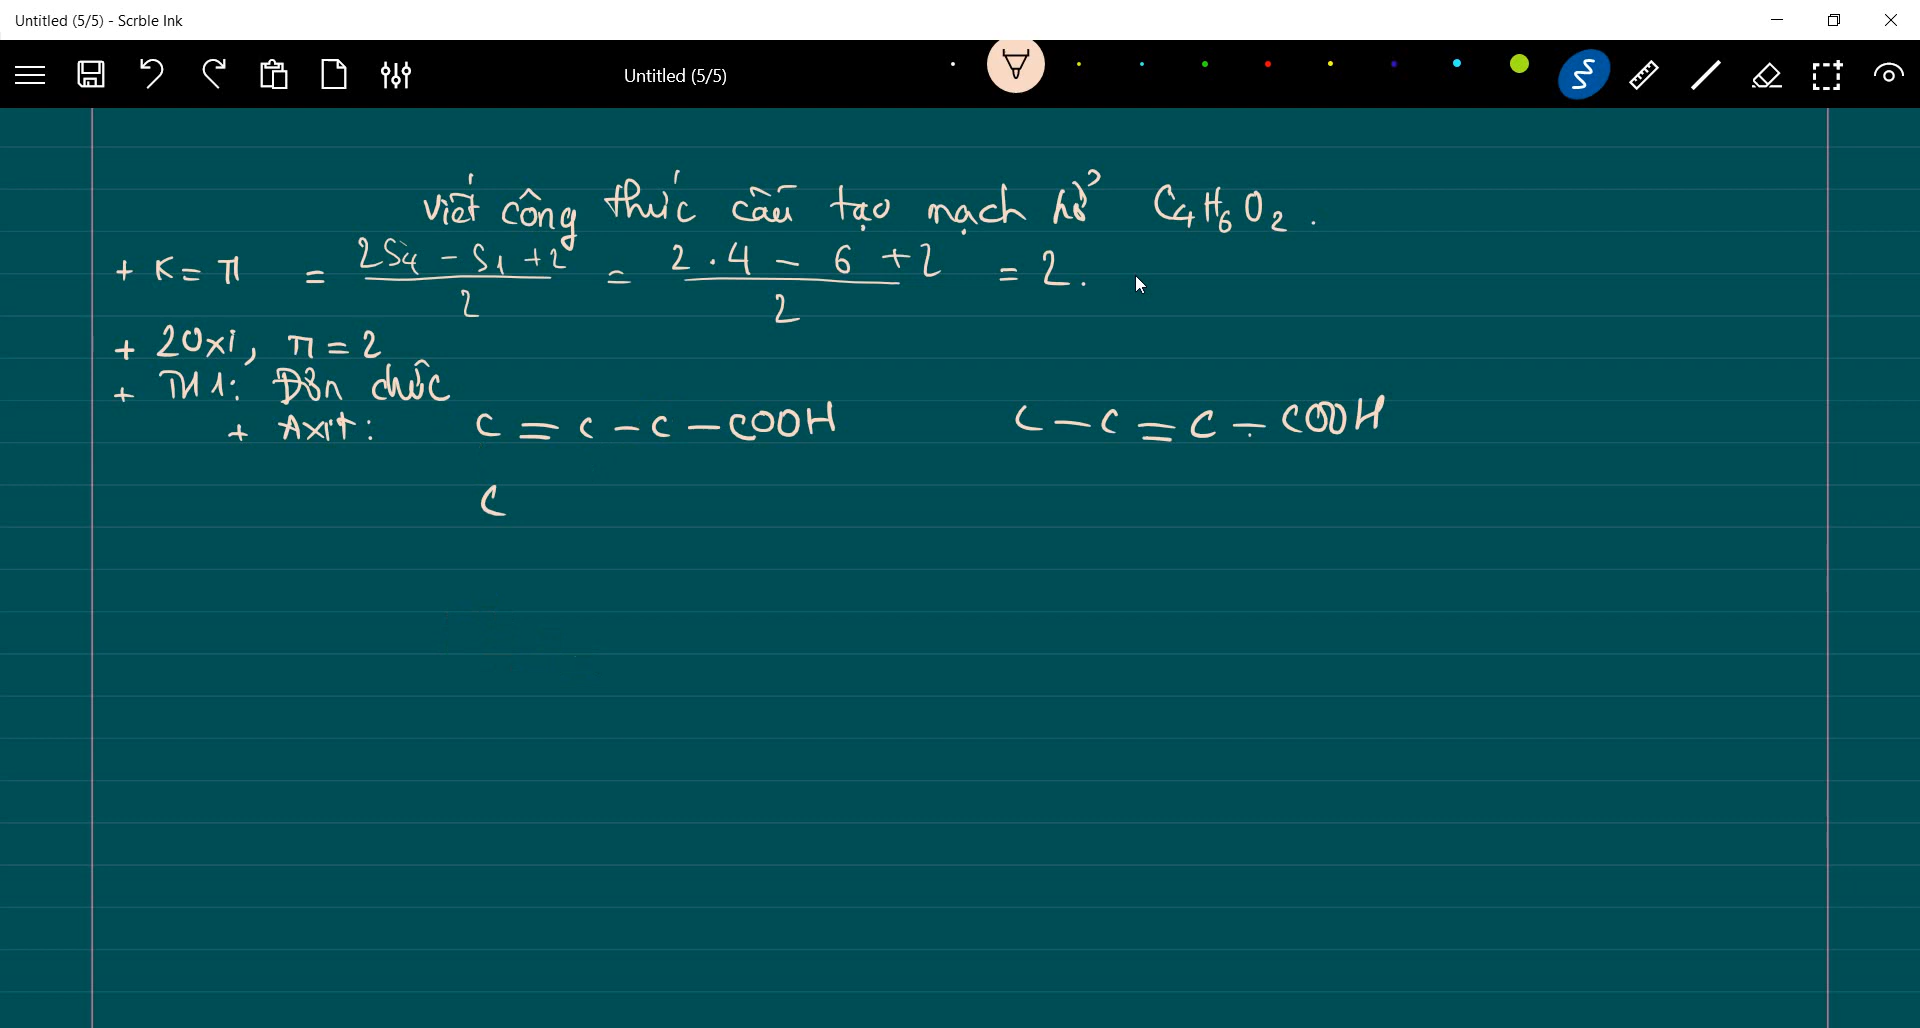 Untitled (5/5) - Scrble Ink
Untitled (5/5)
viết công thức cấu tạo mạch hở C4H6O2.
+ K = π = (2S4 - S1 + 2)/2 = (2.4 - 6 + 2)/2 = 2.
+ 2Oxi, π = 2
+ TH1: Đơn chức
+ Axit: C = C - C - COOH C - C = C - COOH
C